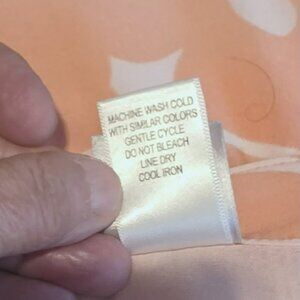 MACHINE WASH COLD
WITH SIMILAR COLORS
GENTLE CYCLE
DO NOT BLEACH
LINE DRY
COOL IRON